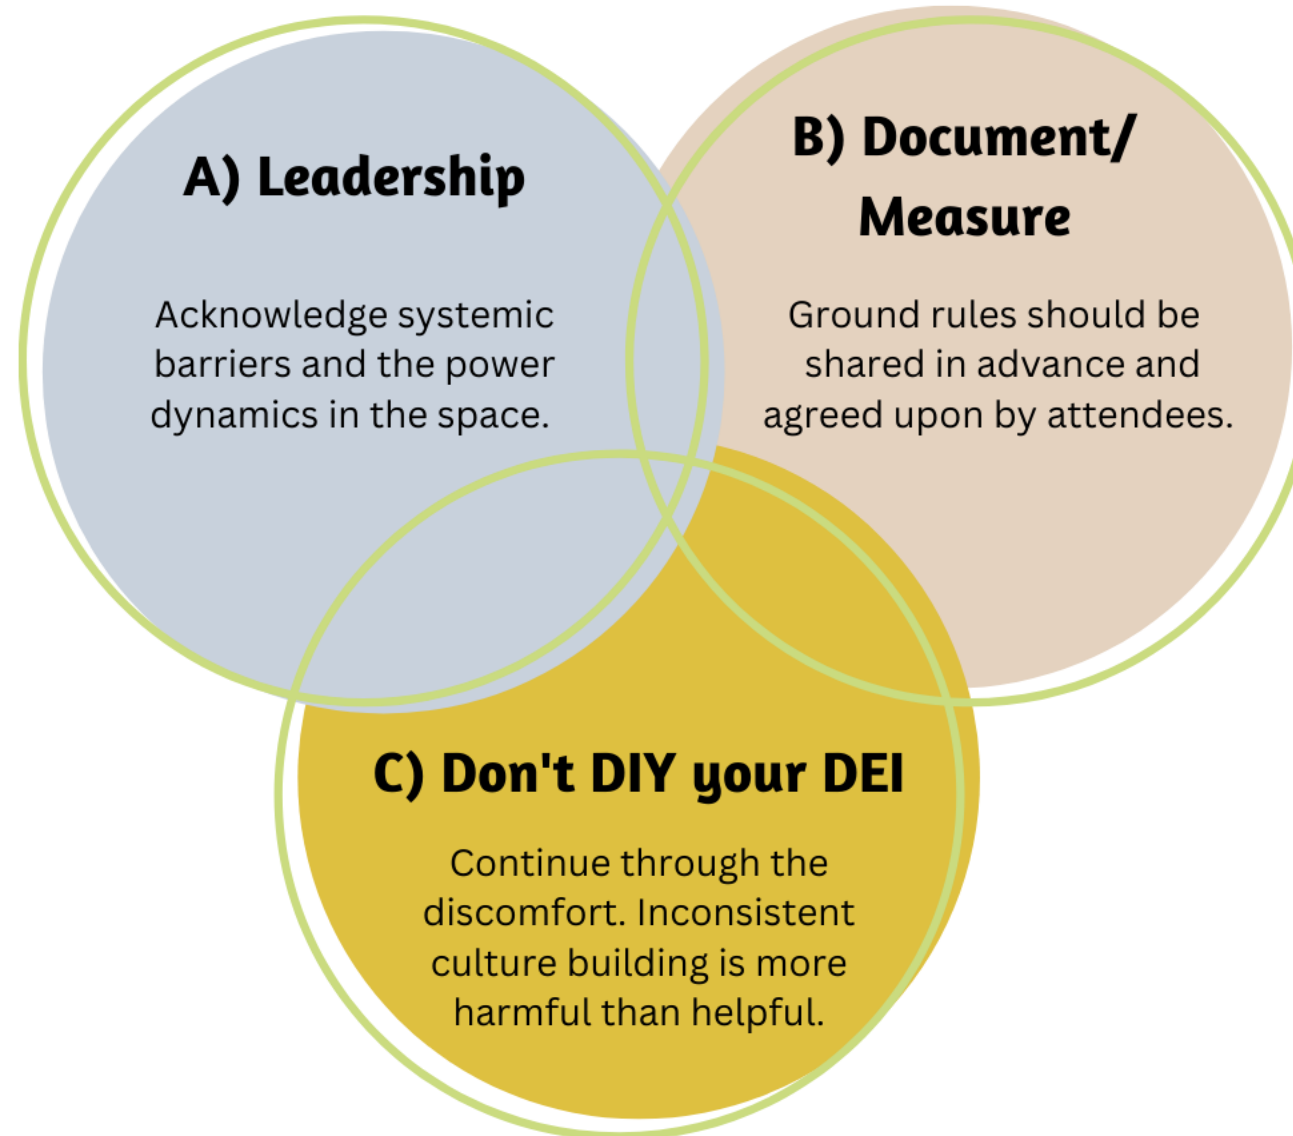 A) Leadership
Acknowledge systemic
barriers and the power
dynamics in the space.
B) Document/
Measure
Ground rules should be
shared in advance and
agreed upon by attendees.
C) Don't DIY your DEI
Continue through the
discomfort. Inconsistent
culture building is more
harmful than helpful.